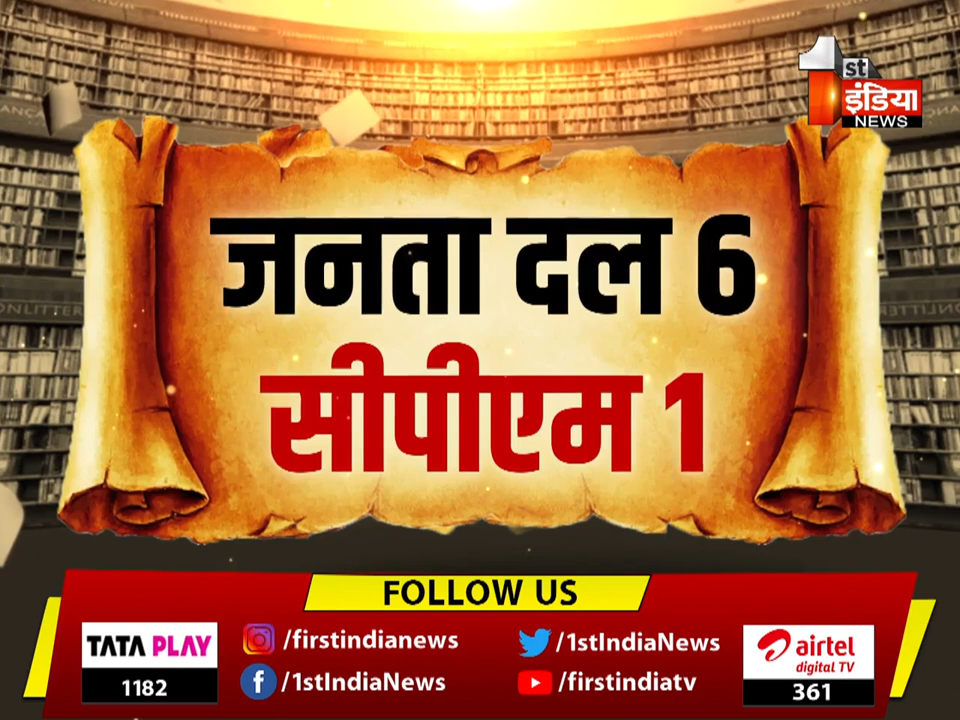 1st
इंडिया
NEWS
जनता दल 6
सीपीएम 1
FOLLOW US
TATA PLAY
1182
/firstindianews
/1stIndiaNews
/1stIndiaNews
/firstindiatv
airtel
digital TV
361